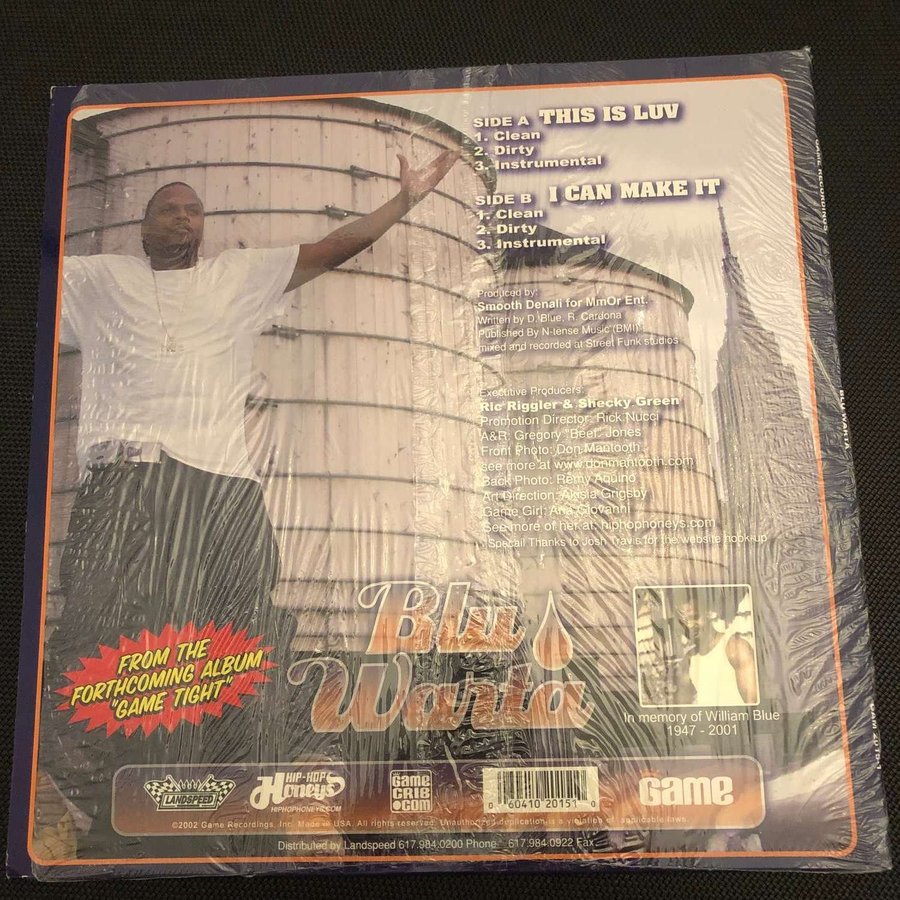 SIDE A THIS IS LUV
1. Clean
2. Dirty
3. Instrumental
SIDE B I CAN MAKE IT
1. Clean
2. Dirty
3. Instrumental
Produced by:
Smooth Denali for MmOr Ent.
Written by D. Blue, R. Cardona
Published By N-tense Music (BMI)
mixed and recorded at Street Funk studios
Executive Producers:
Ric Riggler & Shecky Green
Promotion Director: Rick Nucci
A&R: Gregory "Beef" Jones
Front Photo: Don Mantooth
see more at www.donmantooth.com
Back Photo: Remy Aquino
Art Direction: Akisia Grigsby
Game Girl: Ana Giovanni
See more of her at: hiphophoneys.com
Specail Thanks to Josh Travis for the website hook-up
Blu
Warta
FROM THE
FORTHCOMING ALBUM
"GAME TIGHT"
In memory of William Blue
1947 - 2001
LANDSPEED
HIP-HOP
Honeys
HIPHOPHONEYS.COM
GAME
CRIB
.COM
0 60410 20151 0
GAME
©2002 Game Recordings, Inc. Made in USA. All rights reserved. Unauthorized duplication is a violation of applicable laws.
Distributed by Landspeed 617.984.0200 Phone 617.984.0922 Fax